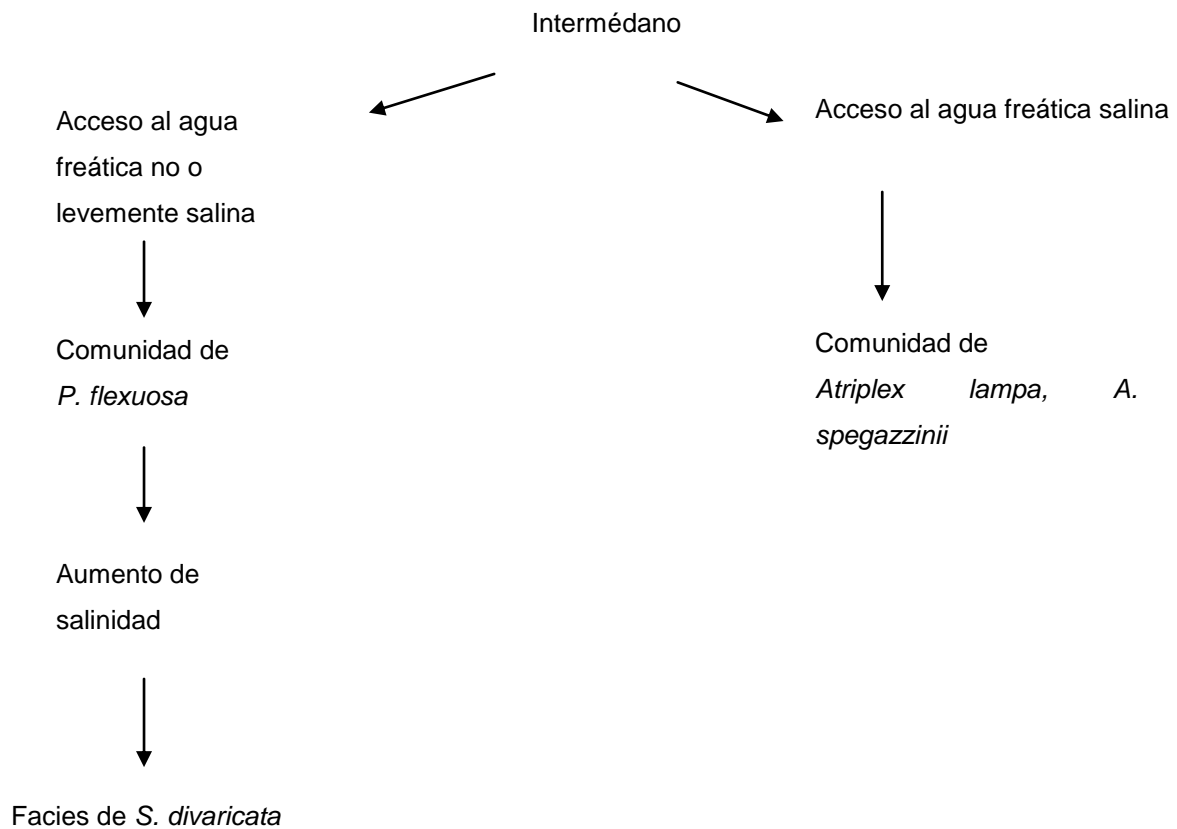 Intermédano
Acceso al agua
freática no o
levemente salina
Comunidad de
P. flexuosa
Aumento de
salinidad
Facies de S. divaricata
Acceso al agua freática salina
Comunidad de
Atriplex lampa, A.
spegazzinii